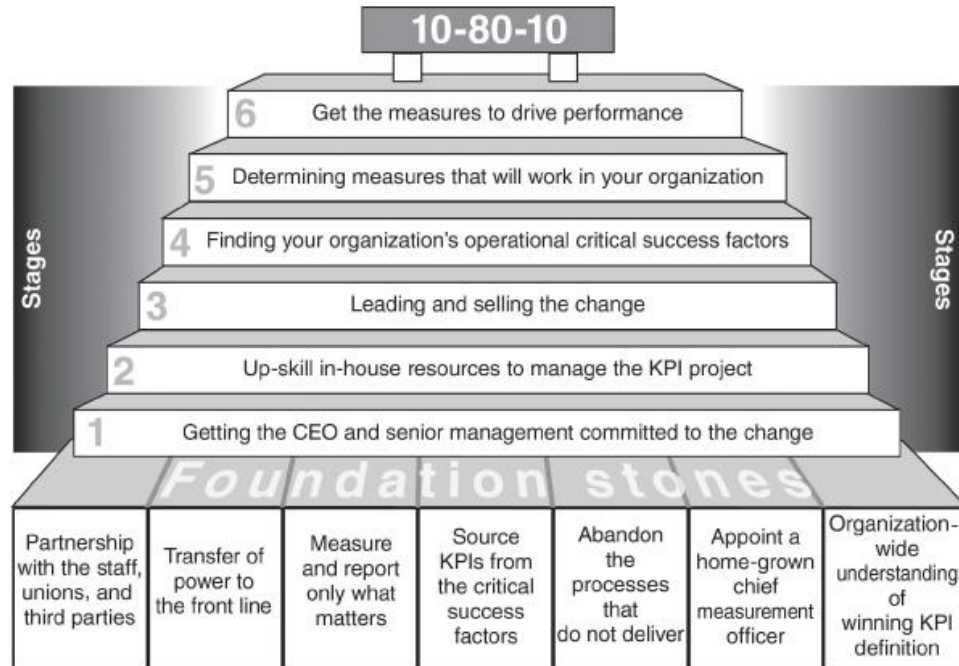 10-80-10
6 Get the measures to drive performance
5 Determining measures that will work in your organization
4 Finding your organization's operational critical success factors
3 Leading and selling the change
2 Up-skill in-house resources to manage the KPI project
1 Getting the CEO and senior management committed to the change
Stages
Stages
Foundation stones
Partnership
with the staff,
unions, and
third parties
Transfer of
power to
the front line
Measure
and report
only what
matters
Source
KPIs from
the critical
success
factors
Abandon
the
processes
that
do not deliver
Appoint a
home-grown
chief
measurement
officer
Organization-
wide
understanding
of
winning KPI
definition